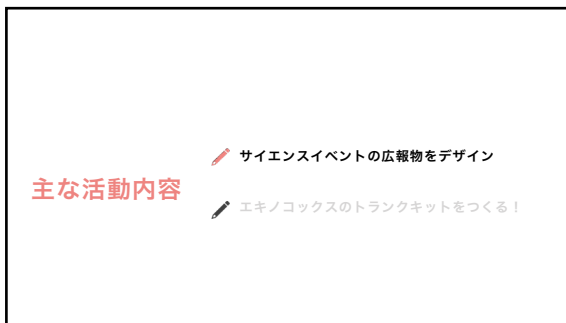 主な活動内容
サイエンスイベントの広報物をデザイン
エキノコックスのトランクキットをつくる！